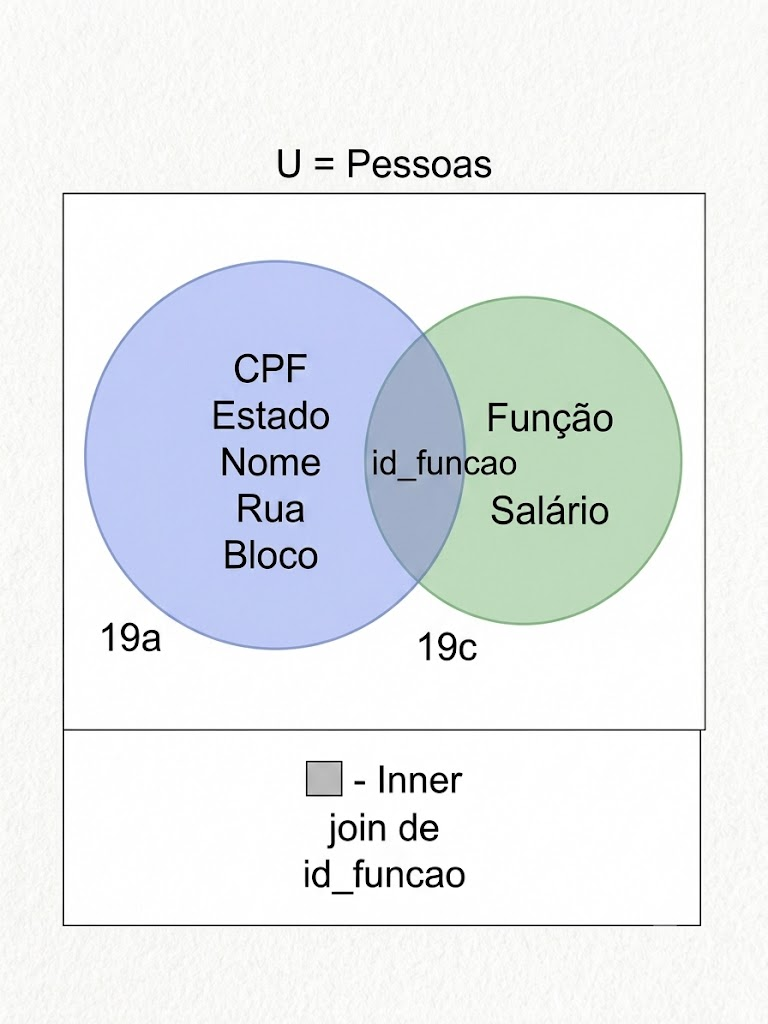 U = Pessoas
CPF
Estado
Nome
Rua
Bloco
id_funcao
Função
Salário
19a
19c
- Inner
join de
id_funcao